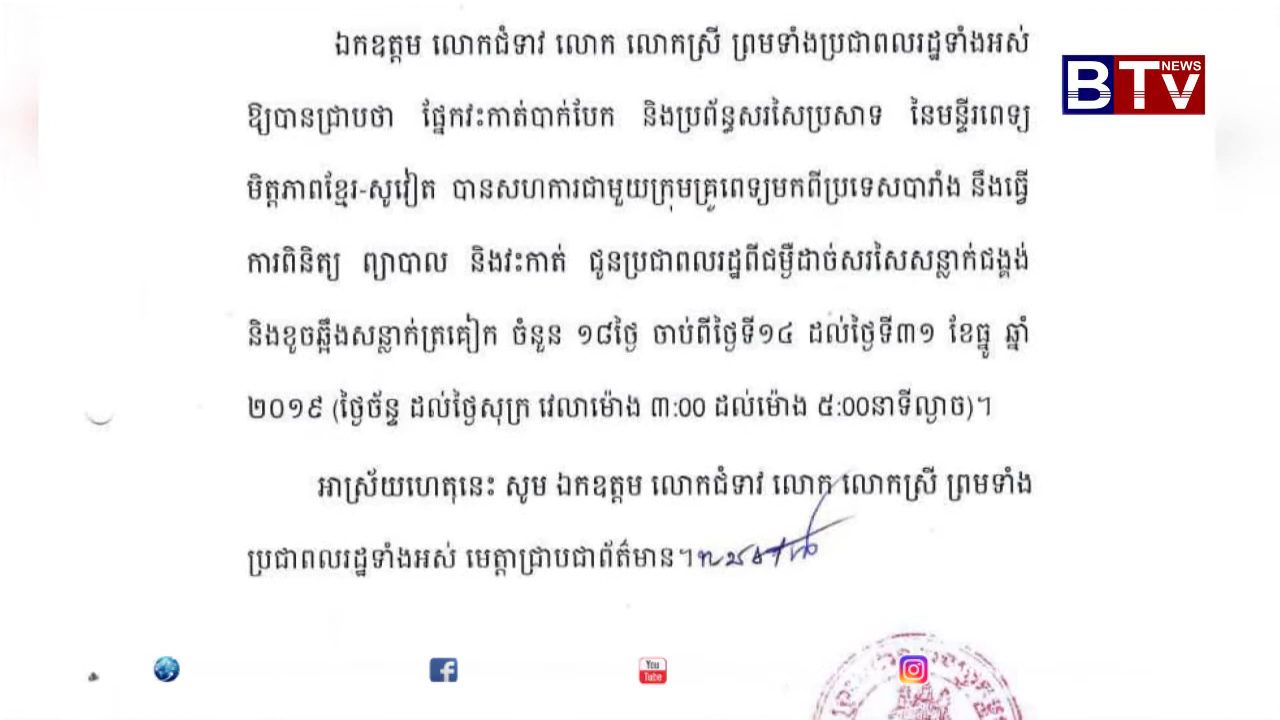 ឯកឧត្តម លោកជំទាវ លោក លោកស្រី ព្រមទាំងប្រជាពលរដ្ឋទាំងអស់
ឱ្យបានជ្រាបថា ផ្នែកវះកាត់បាក់បែក និងប្រព័ន្ធសរសៃប្រសាទ នៃមន្ទីរពេទ្យ
មិត្តភាពខ្មែរ-សូវៀត បានសហការជាមួយក្រុមគ្រូពេទ្យមកពីប្រទេសបារាំង នឹងធ្វើ
ការពិនិត្យ ព្យាបាល និងវះកាត់ ជូនប្រជាពលរដ្ឋពីជម្ងឺដាច់សរសៃសន្លាក់ជង្គង់
និងខូចឆ្អឹងសន្លាក់ត្រគៀក ចំនួន ១៨ថ្ងៃ ចាប់ពីថ្ងៃទី១៤ ដល់ថ្ងៃទី៣១ ខែធ្នូ ឆ្នាំ
២០១៩ (ថ្ងៃច័ន្ទ ដល់ថ្ងៃសុក្រ វេលាម៉ោង ៣:00 ដល់ម៉ោង ៥:00នាទីល្ងាច)។
អាស្រ័យហេតុនេះ សូម ឯកឧត្តម លោកជំទាវ លោក លោកស្រី ព្រមទាំង
ប្រជាពលរដ្ឋទាំងអស់ មេត្តាជ្រាបជាព័ត៌មាន។
BTV NEWS
You Tube